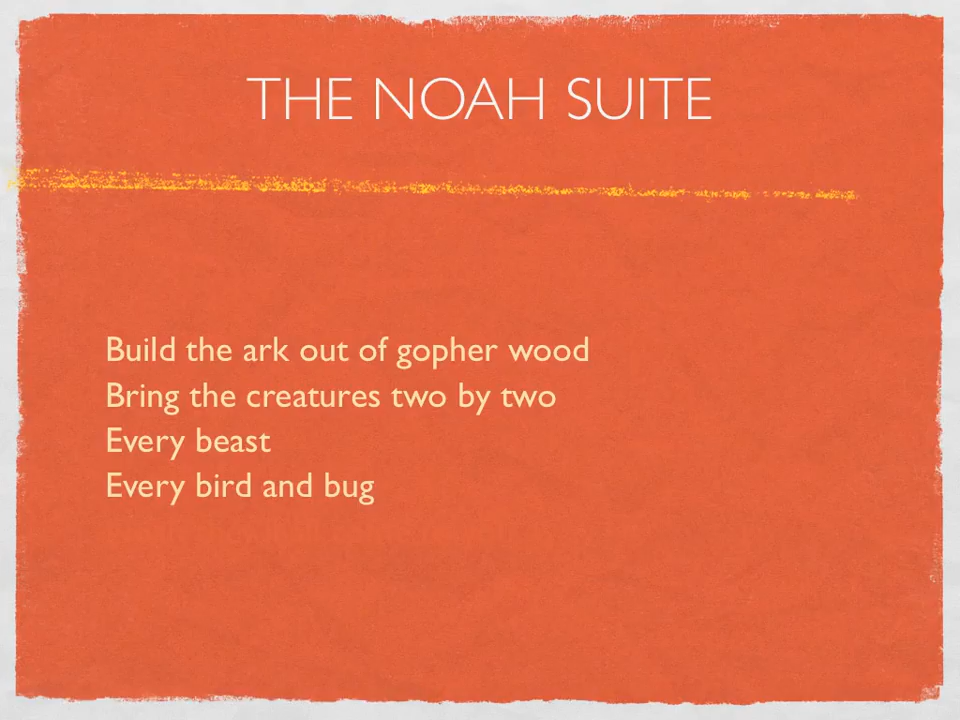 THE NOAH SUITE
Build the ark out of gopher wood
Bring the creatures two by two
Every beast
Every bird and bug